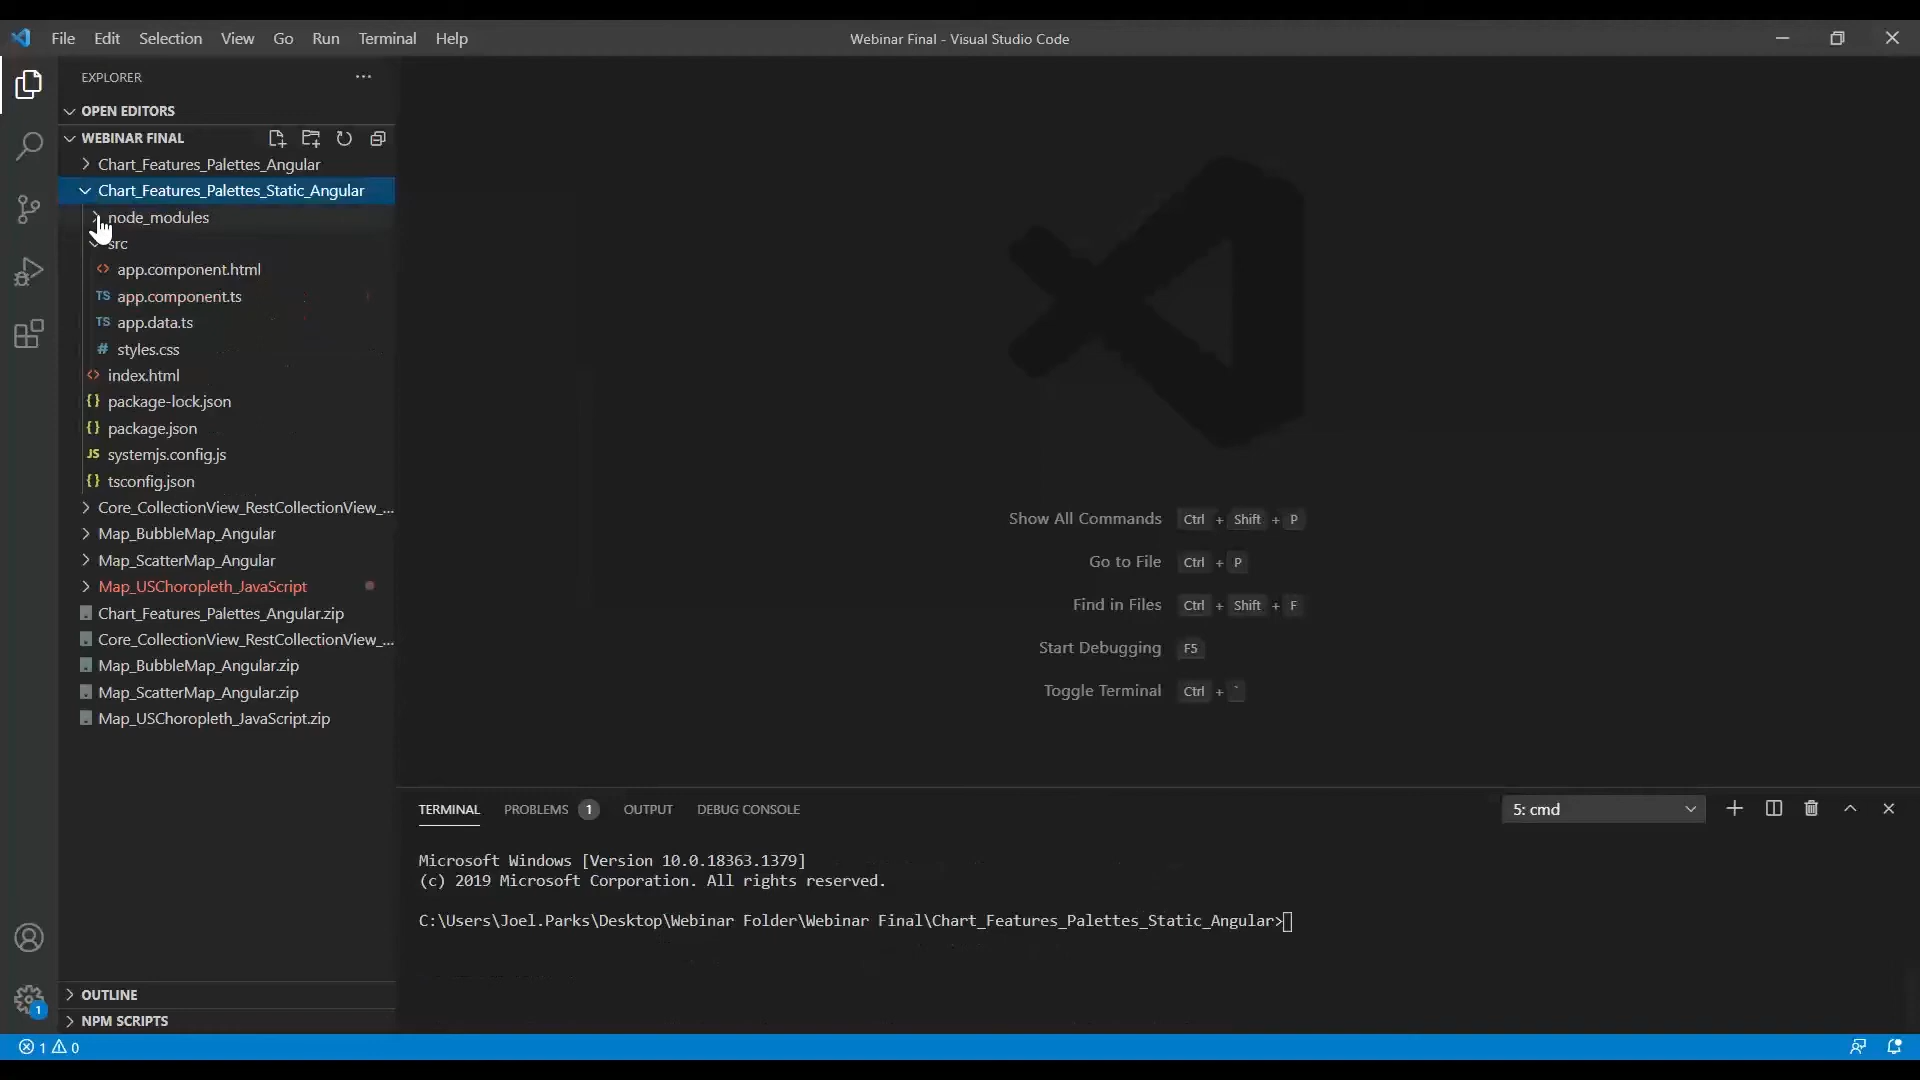 File Edit Selection View Go Run Terminal Help
Webinar Final - Visual Studio Code
EXPLORER
OPEN EDITORS
WEBINAR FINAL
Chart_Features_Palettes_Angular
Chart_Features_Palettes_Static_Angular
node_modules
src
app.component.html
TS app.component.ts
TS app.data.ts
# styles.css
index.html
{} package-lock.json
{} package.json
JS systemjs.config.js
{} tsconfig.json
Core_CollectionView_RestCollectionView_...
Map_BubbleMap_Angular
Map_ScatterMap_Angular
Map_USChoropleth_JavaScript
Chart_Features_Palettes_Angular.zip
Core_CollectionView_RestCollectionView_...
Map_BubbleMap_Angular.zip
Map_ScatterMap_Angular.zip
Map_USChoropleth_JavaScript.zip
OUTLINE
NPM SCRIPTS
1
Show All Commands Ctrl + Shift + P
Go to File Ctrl + P
Find in Files Ctrl + Shift + F
Start Debugging F5
Toggle Terminal Ctrl + `
TERMINAL PROBLEMS 1 OUTPUT DEBUG CONSOLE
5: cmd
Microsoft Windows [Version 10.0.18363.1379]
(c) 2019 Microsoft Corporation. All rights reserved.
C:\Users\Joel.Parks\Desktop\Webinar Folder\Webinar Final\Chart_Features_Palettes_Static_Angular>
1 0